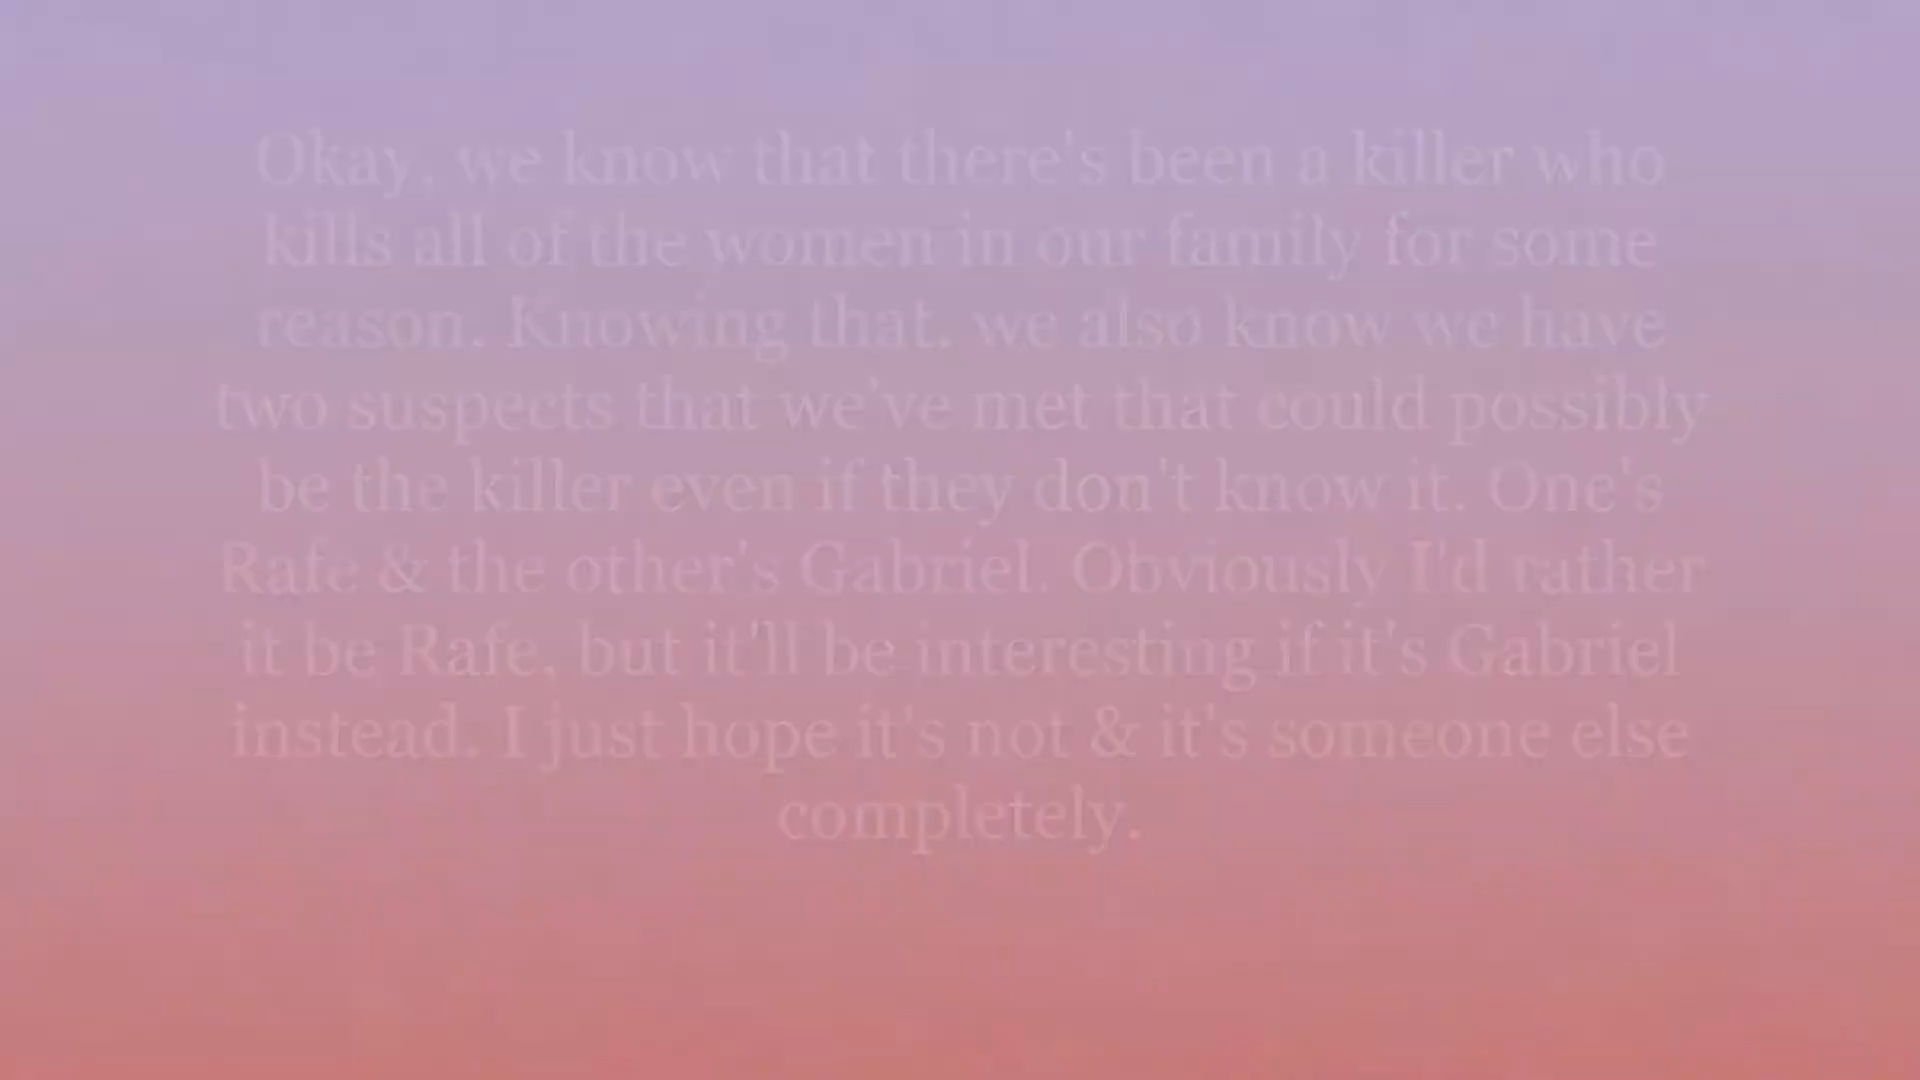 Okay, we know that there's been a killer who
kills all of the women in our family for some
reason. Knowing that, we also know we have
two suspects that we've met that could possibly
be the killer even if they don't know it. One's
Rafe & the other's Gabriel. Obviously I'd rather
it be Rafe, but it'll be interesting if it's Gabriel
instead. I just hope it's not & it's someone else
completely.